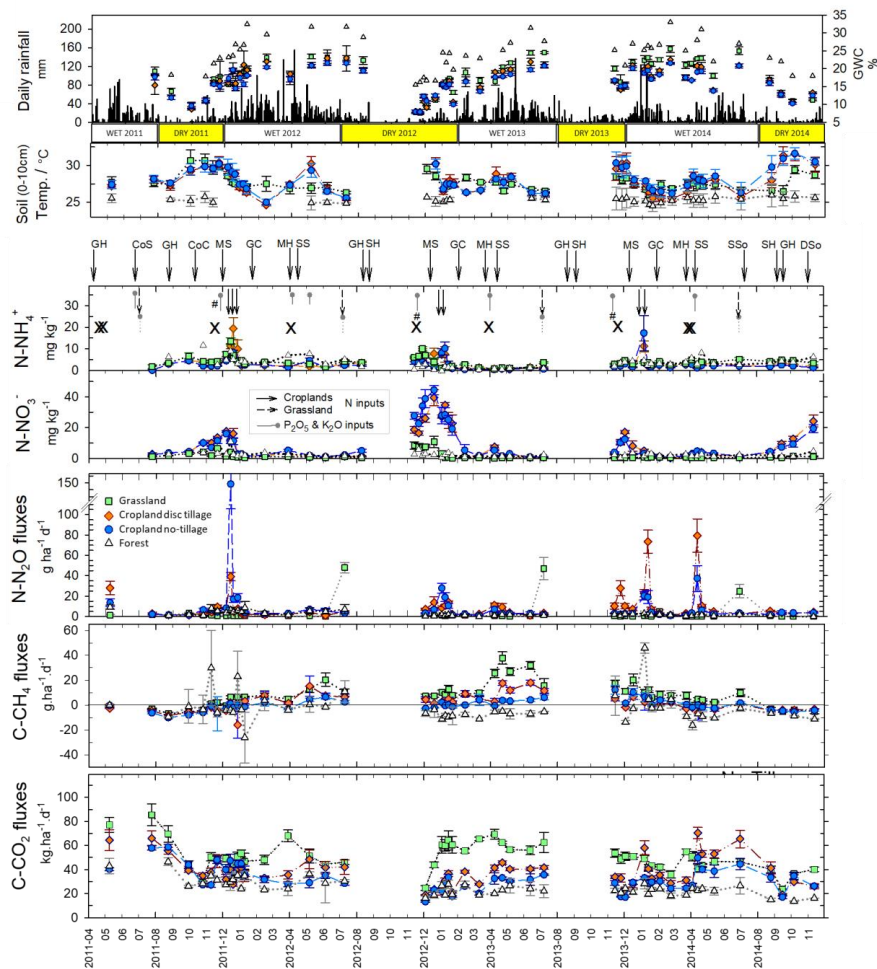 Daily rainfall
mm
200
160
120
80
40
0
35
30
25
20
15
10
5
GWC
%
WET 2011
DRY 2011
WET 2012
DRY 2012
WET 2013
DRY 2013
WET 2014
DRY 2014
Soil (0-10cm)
Temp. / °C
30
25
GH CoS GH CoC MS GC MH SS GH SH MS GC MH SS GH SH MS GC MH SS SSo SH GH DSo
N-NH4+
mg kg-1
30
20
10
0
# # #
X X X X X X X X X
N-NO3-
mg kg-1
50
40
30
20
10
0
Croplands
Grassland
N inputs
P2O5 & K2O inputs
N-N2O fluxes
g ha-1 d-1
150
100
80
60
40
20
0
Grassland
Cropland disc tillage
Cropland no-tillage
Forest
C-CH4 fluxes
g.ha-1.d-1
60
40
20
0
-20
-40
C-CO2 fluxes
kg.ha-1.d-1
120
100
80
60
40
20
0
2011-04 05 06 07 2011-08 09 10 11 2011-12 01 02 03 2012-04 05 06 07 2012-08 09 10 11 2012-12 01 02 03 2013-04 05 06 07 2013-08 09 10 11 2013-12 01 02 03 2014-04 05 06 07 2014-08 09 10 11